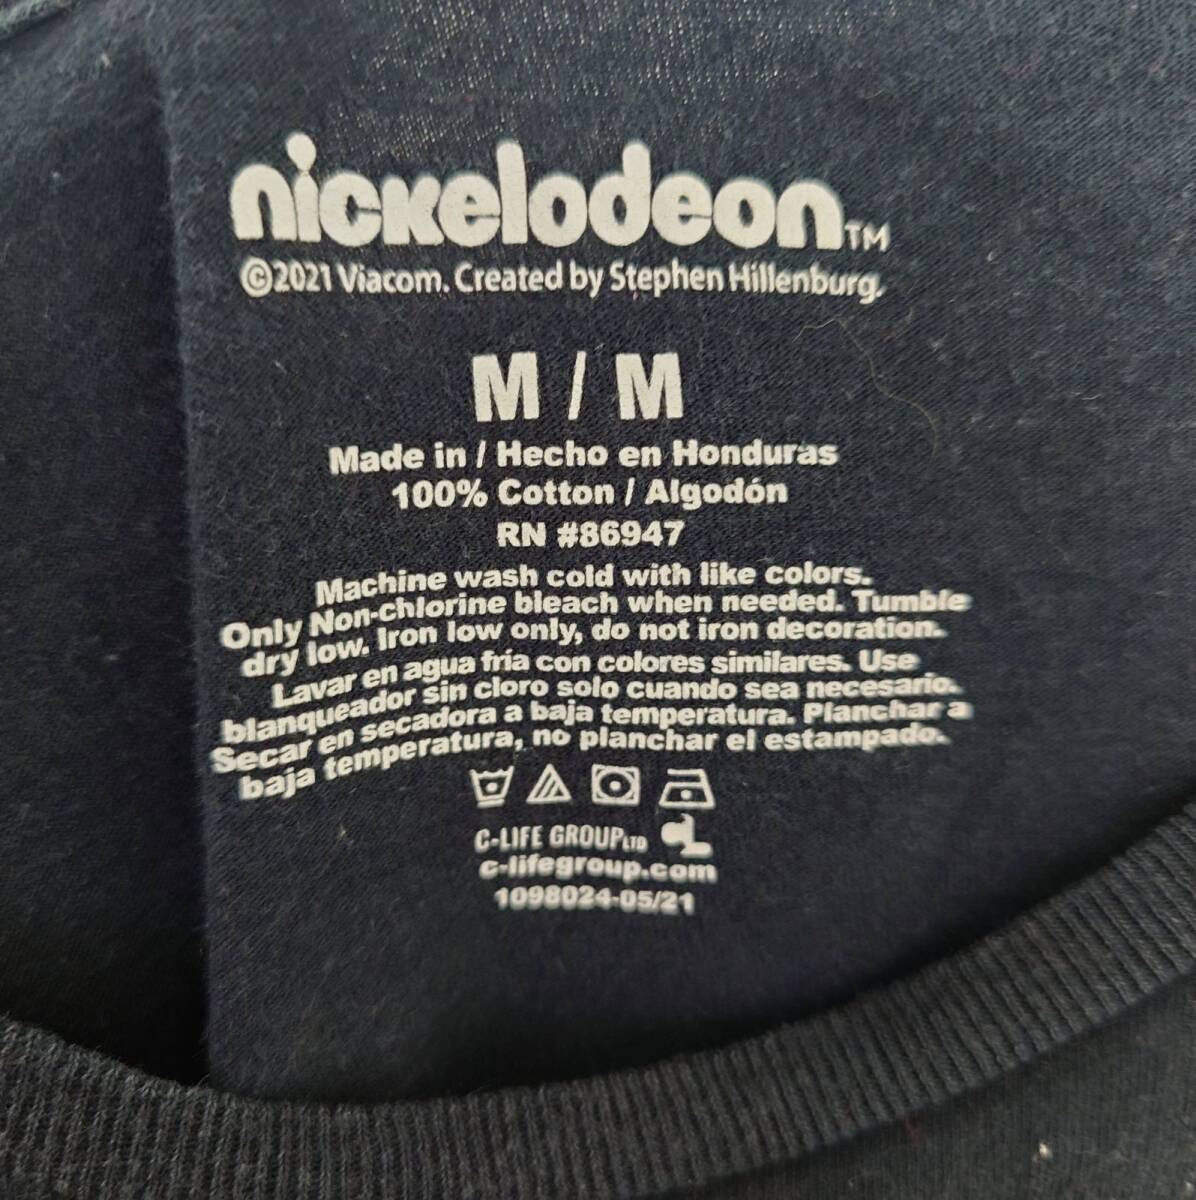 nickelodeon™
©2021 Viacom. Created by Stephen Hillenburg.
M / M
Made in / Hecho en Honduras
100% Cotton / Algodón
RN #86947
Machine wash cold with like colors.
Only Non-chlorine bleach when needed. Tumble
dry low. Iron low only, do not iron decoration.
Lavar en agua fría con colores similares. Use
blanqueador sin cloro solo cuando sea necesario.
Secar en secadora a baja temperatura. Planchar a
baja temperatura, no planchar el estampado.
C-LIFE GROUP LTD CL
c-lifegroup.com
1098024-05/21